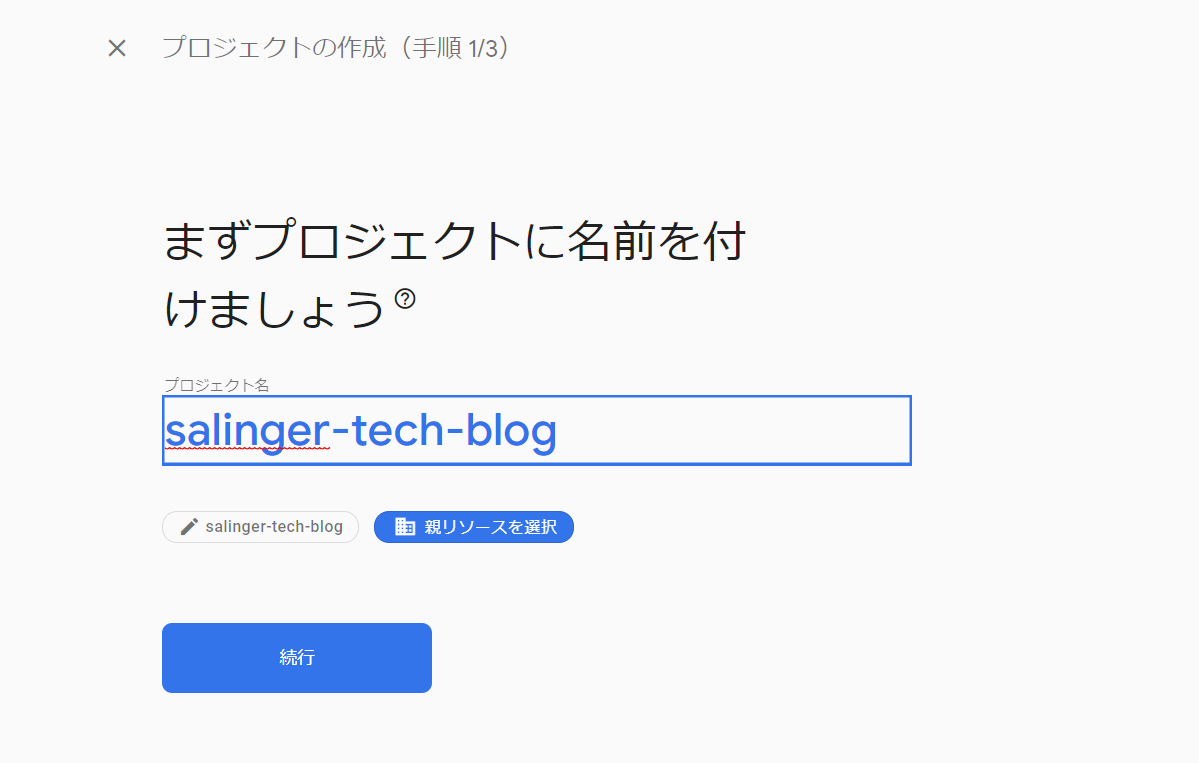 プロジェクトの作成（手順 1/3）
まずプロジェクトに名前を付
けましょう
プロジェクト名
salinger-tech-blog
salinger-tech-blog
親リソースを選択
続行